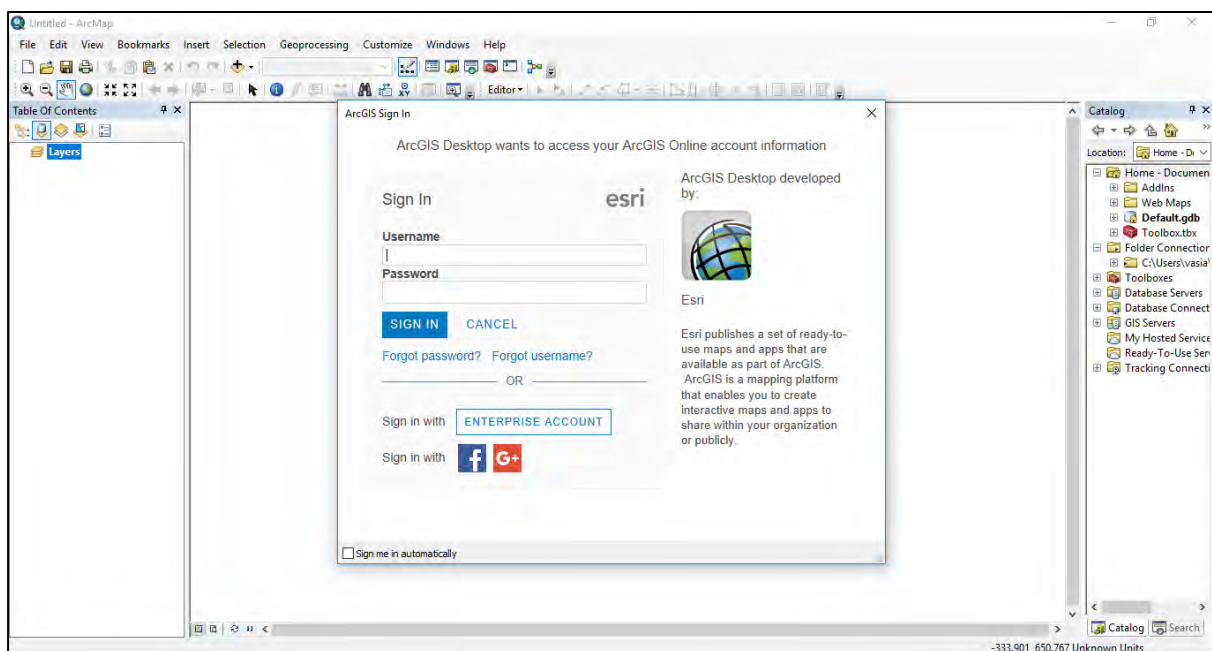 Untitled - ArcMap
File Edit View Bookmarks Insert Selection Geoprocessing Customize Windows Help
Editor
Table Of Contents
Layers
ArcGIS Sign In
ArcGIS Desktop wants to access your ArcGIS Online account information
Sign In
esri
Username
Password
SIGN IN CANCEL
Forgot password? Forgot username?
OR
Sign in with ENTERPRISE ACCOUNT
Sign in with f G+
Sign me in automatically
ArcGIS Desktop developed
by:
Esri
Esri publishes a set of ready-to-
use maps and apps that are
available as part of ArcGIS.
ArcGIS is a mapping platform
that enables you to create
interactive maps and apps to
share within your organization
or publicly.
Catalog
Location: Home - D
Home - Documen
AddIns
Web Maps
Default.gdb
Toolbox.tbx
Folder Connection
C:\Users\vasia\
Toolboxes
Database Servers
Database Connect
GIS Servers
My Hosted Service
Ready-To-Use Ser
Tracking Connecti
Catalog Search
-333.901 650.767 Unknown Units